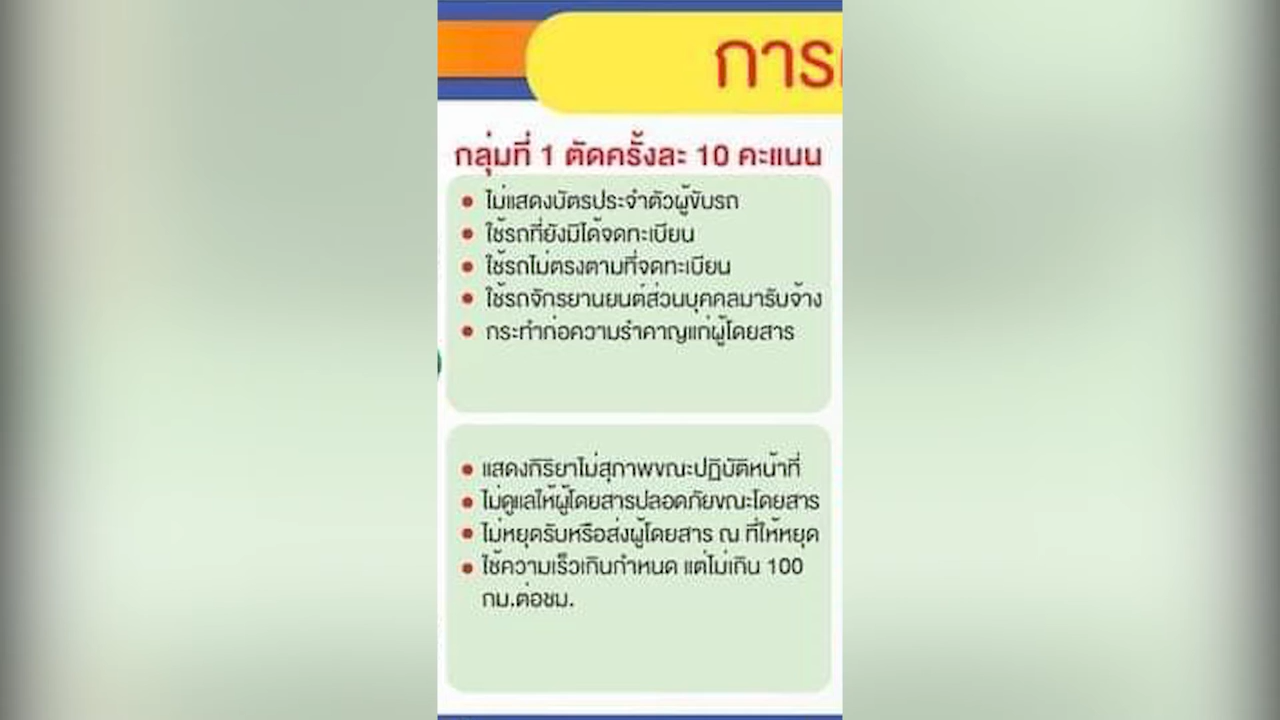 การ
กลุ่มที่ 1 ตัดครั้งละ 10 คะแนน
• ไม่แสดงบัตรประจำตัวผู้ขับรถ
• ใช้รถที่ยังมิได้จดทะเบียน
• ใช้รถไม่ตรงตามที่จดทะเบียน
• ใช้รถจักรยานยนต์ส่วนบุคคลมารับจ้าง
• กระทำก่อความรำคาญแก่ผู้โดยสาร
• แสดงกิริยาไม่สุภาพขณะปฏิบัติหน้าที่
• ไม่ดูแลให้ผู้โดยสารปลอดภัยขณะโดยสาร
• ไม่หยุดรับหรือส่งผู้โดยสาร ณ ที่ให้หยุด
• ใช้ความเร็วเกินกำหนด แต่ไม่เกิน 100
กม.ต่อชม.